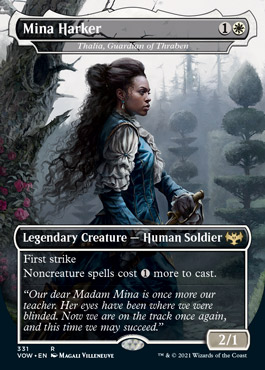 Mina Harker 1
Thalia, Guardian of Thraben
Legendary Creature — Human Soldier
First strike
Noncreature spells cost 1 more to cast.
"Our dear Madam Mina is once more our
teacher. Her eyes have been where we
were blinded. Now we are on the track once again,
and this time we may succeed."
2/1
331 R
VOW • EN MAGALI VILLENEUVE
™ & © 2021 Wizards of the Coast